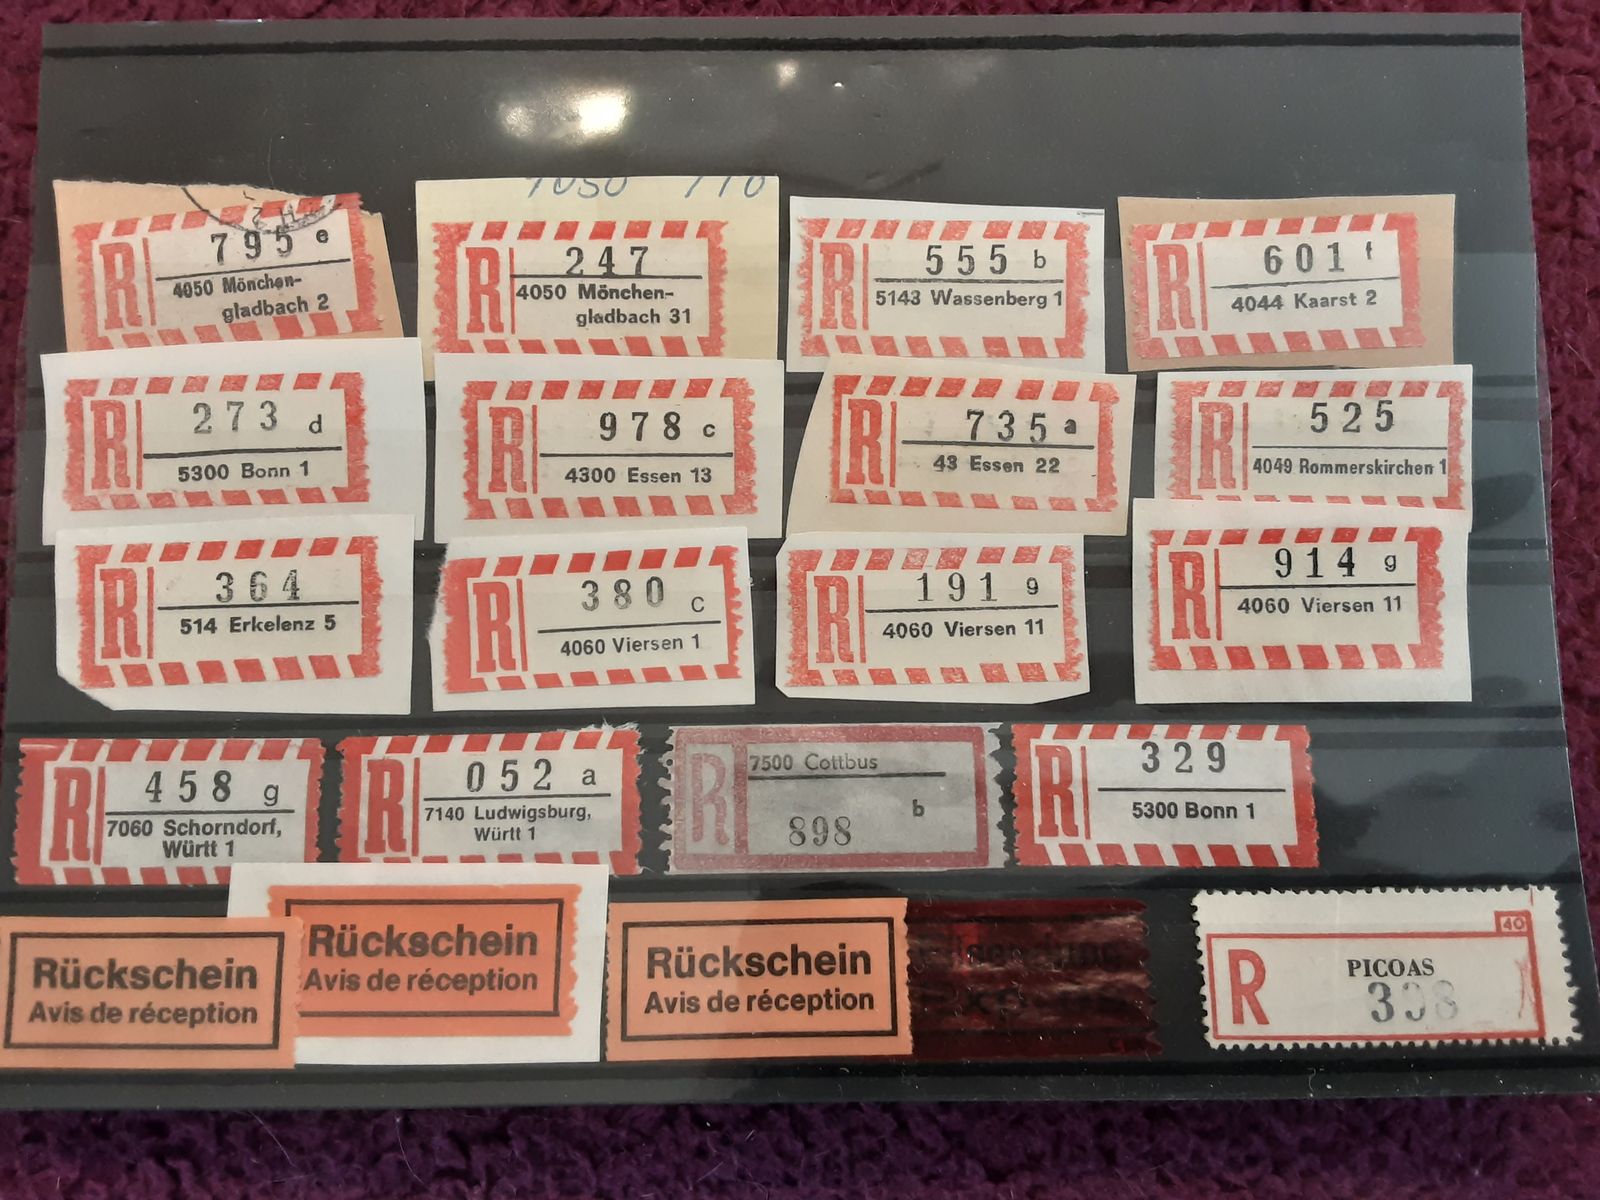 1050 770
R 795 e
4050 Mönchen-
gladbach 2
R 247
4050 Mönchen-
gladbach 31
R 555 b
5143 Wassenberg 1
R 601 f
4044 Kaarst 2
R 273 d
5300 Bonn 1
R 978 c
4300 Essen 13
R 735 a
43 Essen 22
R 525
4049 Rommerskirchen 1
R 364
514 Erkelenz 5
R 380 c
4060 Viersen 1
R 191 g
4060 Viersen 11
R 914 g
4060 Viersen 11
R 458 g
7060 Schorndorf,
Württ 1
R 052 a
7140 Ludwigsburg,
Württ 1
R 7500 Cottbus
b
898
R 329
5300 Bonn 1
Rückschein
Avis de réception
Rückschein
Avis de réception
Rückschein
Avis de réception
40
R PICOAS
398